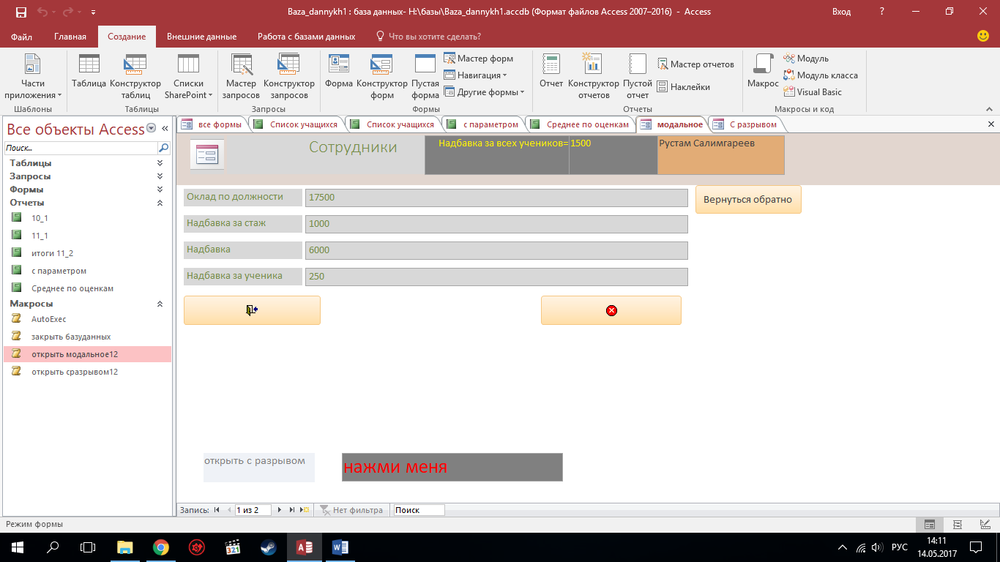 Baza_dannykh1 : база данных- H:\базы\Baza_dannykh1.accdb (Формат файлов Access 2007–2016) - Access
Вход
?
Файл
Главная
Создание
Внешние данные
Работа с базами данных
Что вы хотите сделать?
Части приложения
Таблица
Конструктор таблиц
Списки SharePoint
Мастер запросов
Конструктор запросов
Форма
Конструктор форм
Пустая форма
Мастер форм
Навигация
Другие формы
Отчет
Конструктор отчетов
Пустой отчет
Мастер отчетов
Наклейки
Макрос
Модуль
Модуль класса
Visual Basic
Шаблоны
Таблицы
Запросы
Формы
Отчеты
Макросы и код
Все объекты Access
Поиск...
Таблицы
Запросы
Формы
Отчеты
10_1
11_1
итоги 11_2
с параметром
Среднее по оценкам
Макросы
AutoExec
закрыть базуданных
открыть модальное12
открыть сразрывом12
все формы
Список учащихся
Список учащихся
с параметром
Среднее по оценкам
модальное
С разрывом
Сотрудники
Надбавка за всех учеников= 1500
Рустам Салимгареев
Оклад по должности 17500
Вернуться обратно
Надбавка за стаж 1000
Надбавка 6000
Надбавка за ученика 250
открыть с разрывом
нажми меня
Запись: 1 из 2 Нет фильтра Поиск
Режим формы
321
РУС
14:11
14.05.2017